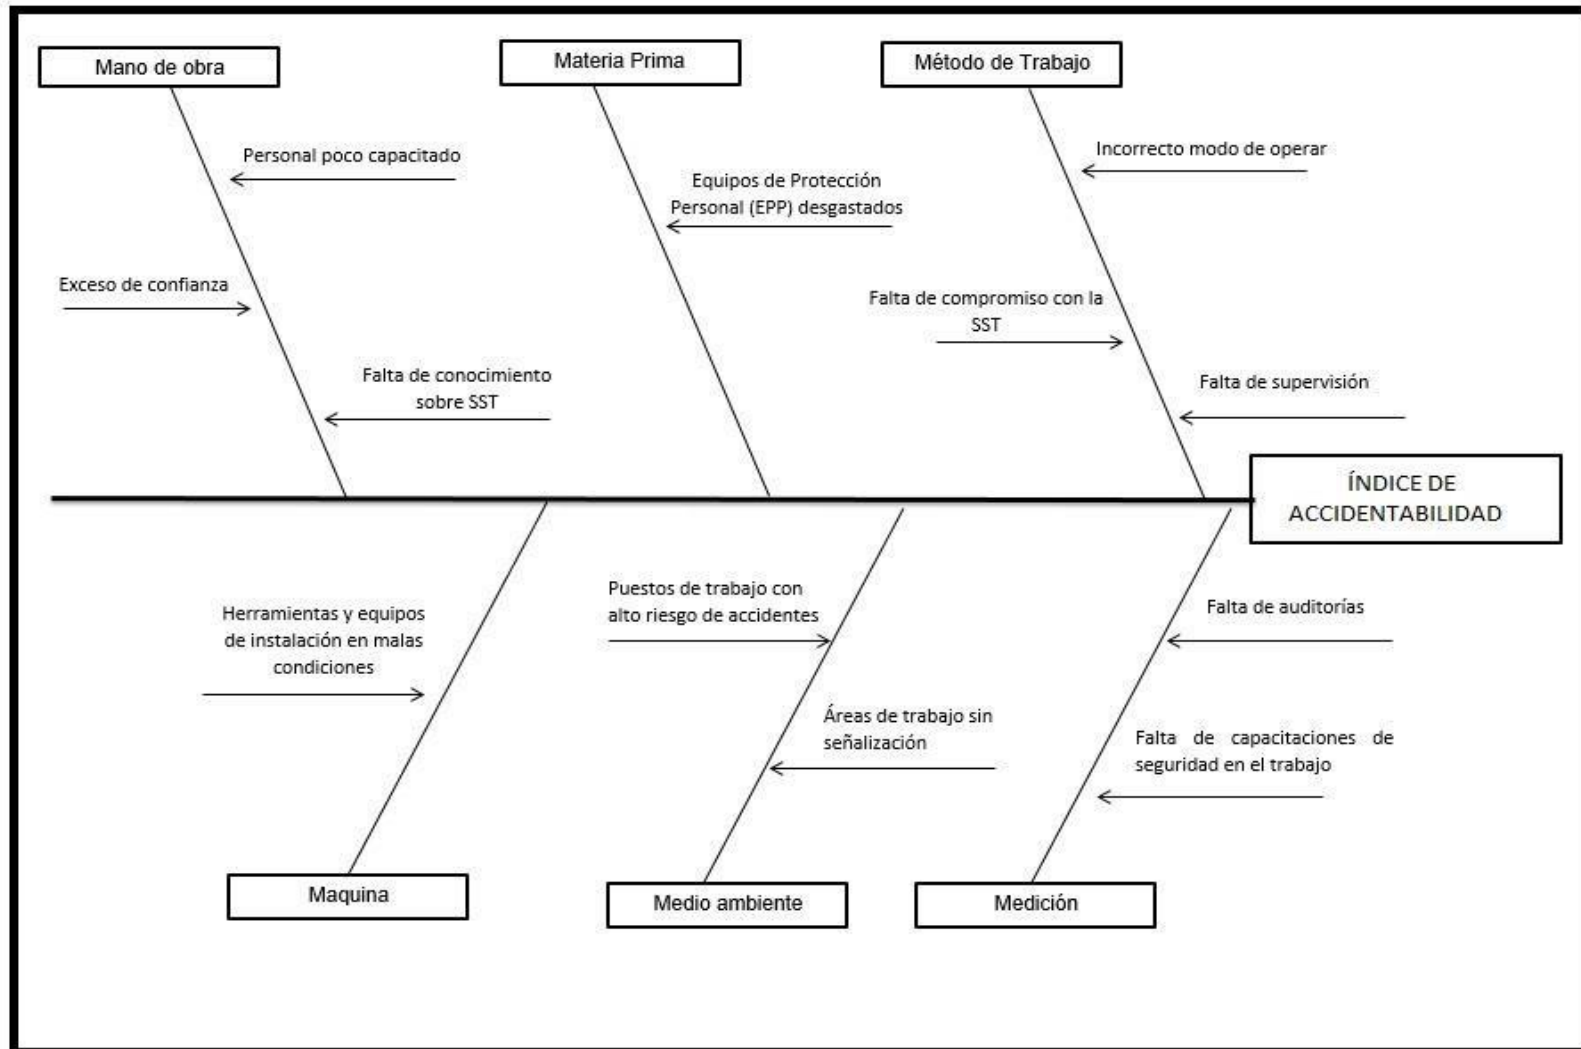 Mano de obra
Materia Prima
Método de Trabajo
Personal poco capacitado
Exceso de confianza
Falta de conocimiento
sobre SST
Equipos de Protección
Personal (EPP) desgastados
Incorrecto modo de operar
Falta de compromiso con la
SST
Falta de supervisión
ÍNDICE DE
ACCIDENTABILIDAD
Herramientas y equipos
de instalación en malas
condiciones
Puestos de trabajo con
alto riesgo de accidentes
Áreas de trabajo sin
señalización
Falta de auditorías
Falta de capacitaciones de
seguridad en el trabajo
Maquina
Medio ambiente
Medición